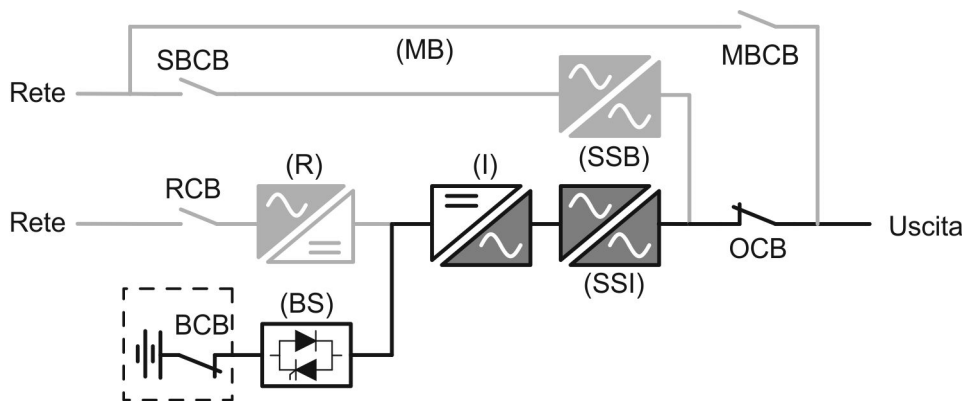 (MB)
MBCB
SBCB
Rete
(SSB)
(R)
(I)
RCB
Rete
Uscita
OCB
(SSI)
(BS)
BCB